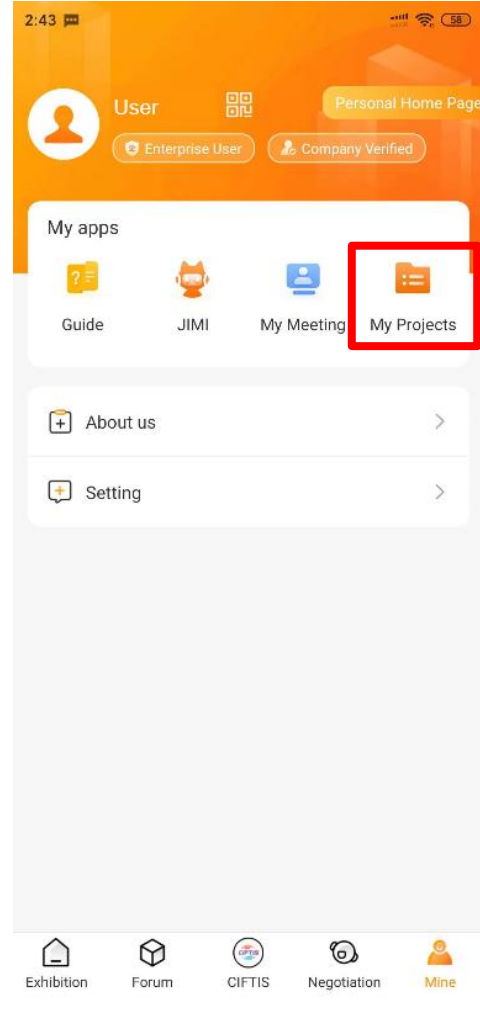 2:43
58
User
Personal Home Page
Enterprise User
Company Verified
My apps
Guide
JIMI
My Meeting
My Projects
About us
Setting
CIFTIS
Exhibition
Forum
CIFTIS
Negotiation
Mine